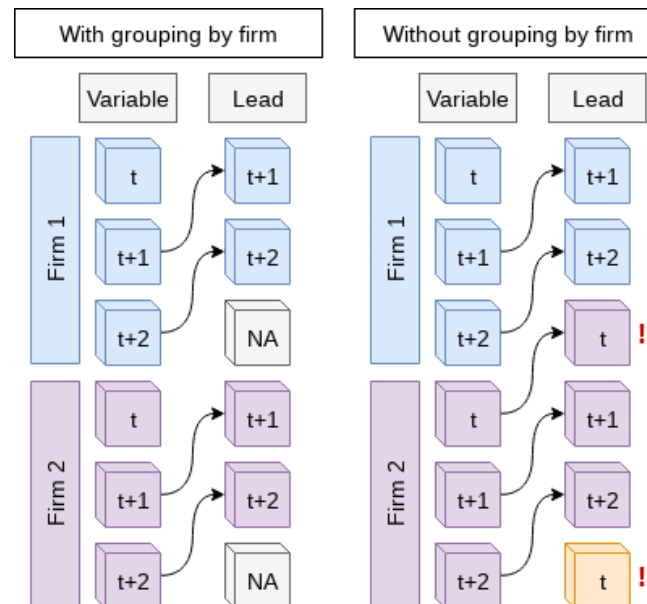 With grouping by firm
Without grouping by firm
Variable
Lead
Variable
Lead
Firm 1
t
t+1
t+1
t+2
t+2
NA
Firm 2
t
t+1
t+1
t+2
t+2
NA
Firm 1
t
t+1
t+1
t+2
t+2
t
!
Firm 2
t
t+1
t+1
t+2
t+2
t
!